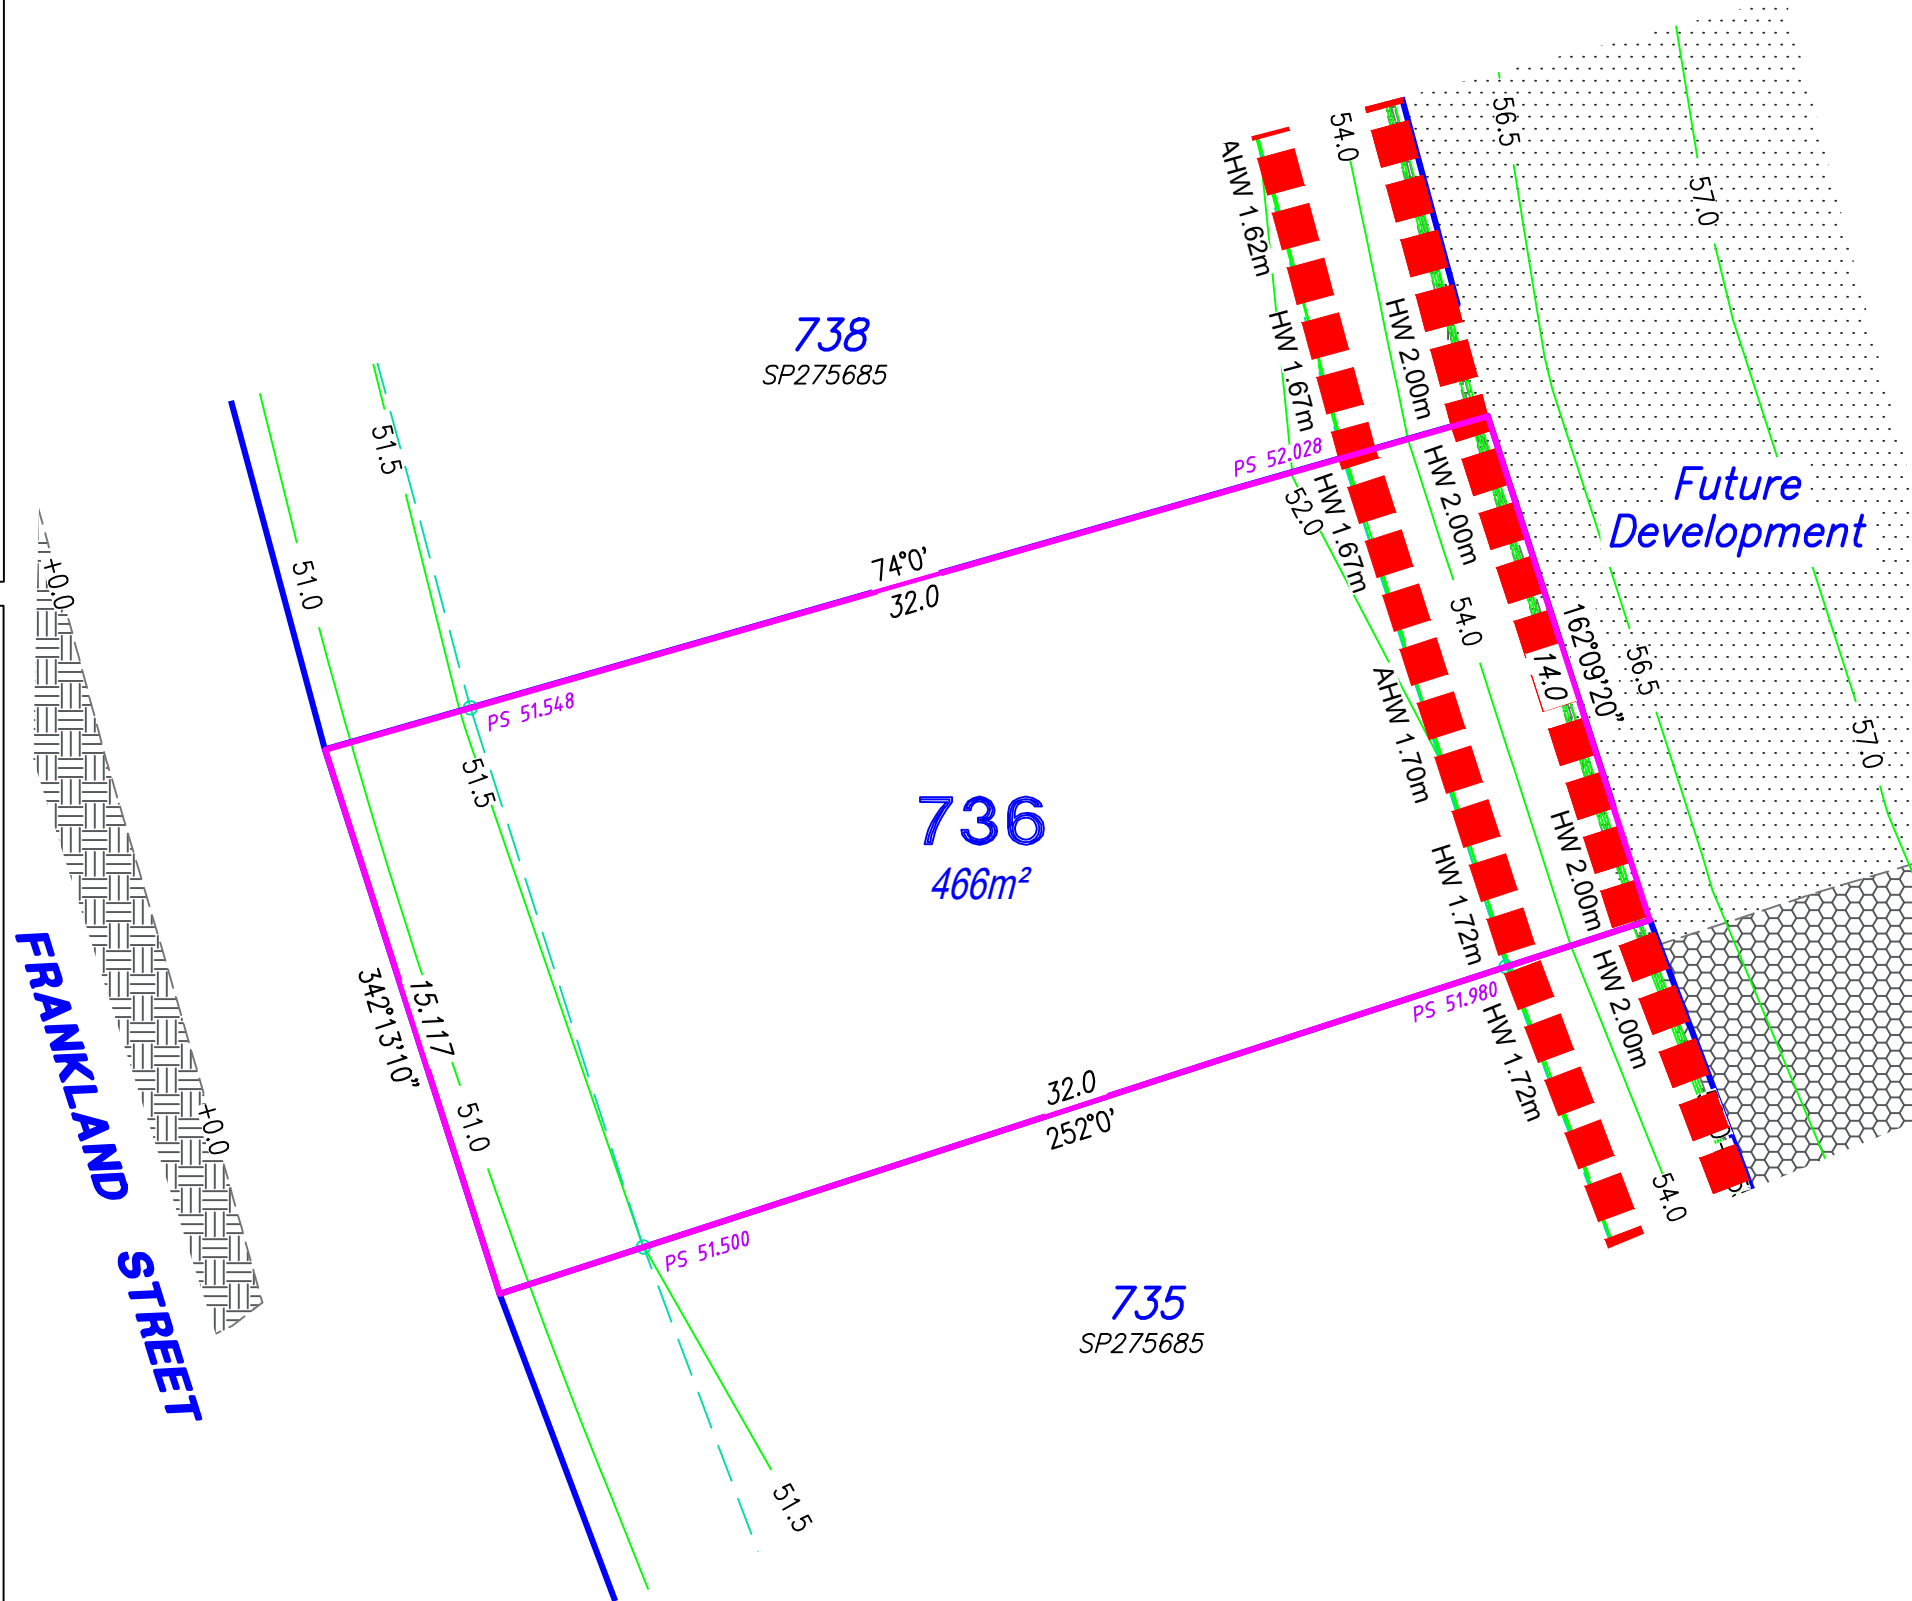 56.5
54.0
AHW 1.62m
57.0
738
SP275685
HW 1.67m
HW 2.00m
51.5
PS 52.028
HW 2.00m
52.0
HW 1.67m
Future
Development
74°0'
32.0
51.0
+0.0
54.0
162°09'20"
14.0
56.5
PS 51.548
AHW 1.70m
57.0
51.5
736
466m²
HW 1.72m
HW 2.00m
FRANKLAND STREET
15.117
342°13'10"
PS 51.980
HW 1.72m
HW 2.00m
51.0
+0.0
32.0
252°0'
54.0
PS 51.500
735
SP275685
51.5